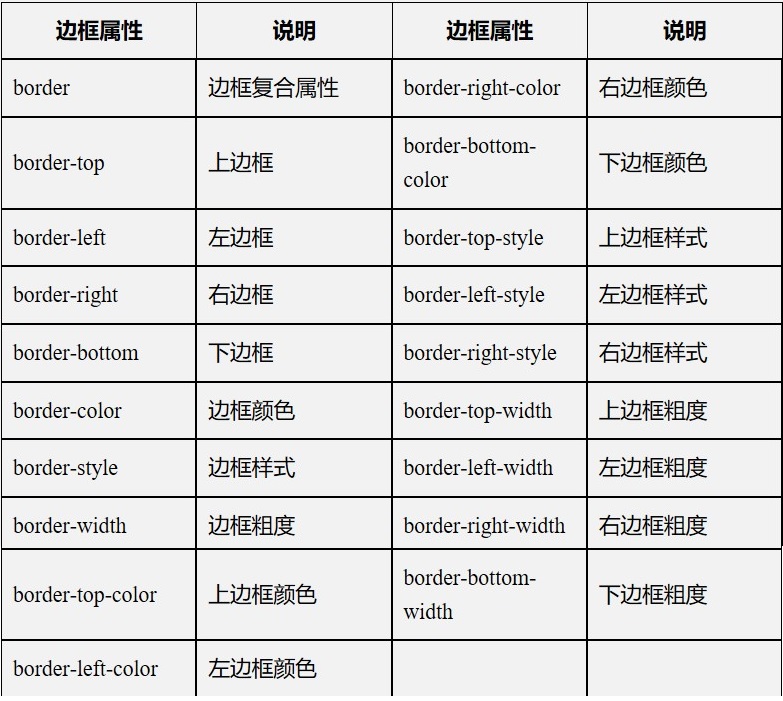 边框属性 说明 边框属性 说明
border 边框复合属性 border-right-color 右边框颜色
border-top 上边框 border-bottom-
color 下边框颜色
border-left 左边框 border-top-style 上边框样式
border-right 右边框 border-left-style 左边框样式
border-bottom 下边框 border-right-style 右边框样式
border-color 边框颜色 border-top-width 上边框粗度
border-style 边框样式 border-left-width 左边框粗度
border-width 边框粗度 border-right-width 右边框粗度
border-top-color 上边框颜色 border-bottom-
width 下边框粗度
border-left-color 左边框颜色